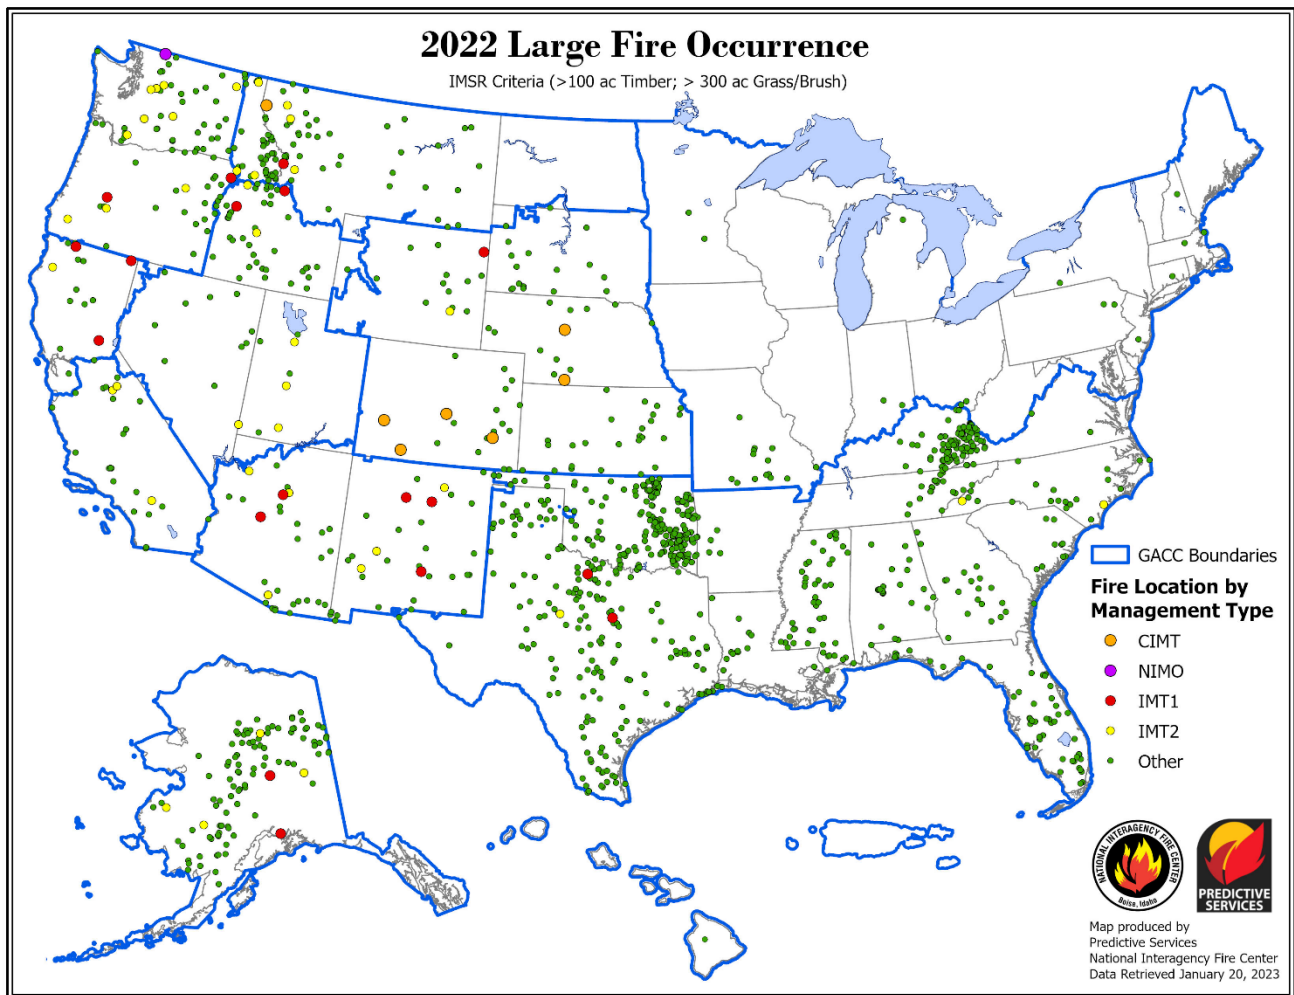 2022 Large Fire Occurrence
IMSR Criteria (>100 ac Timber; > 300 ac Grass/Brush)
GACC Boundaries
Fire Location by
Management Type
CIMT
NIMO
IMT1
IMT2
Other
NATIONAL INTERAGENCY FIRE CENTER
Boise, Idaho
PREDICTIVE
SERVICES
Map produced by
Predictive Services
National Interagency Fire Center
Data Retrieved January 20, 2023